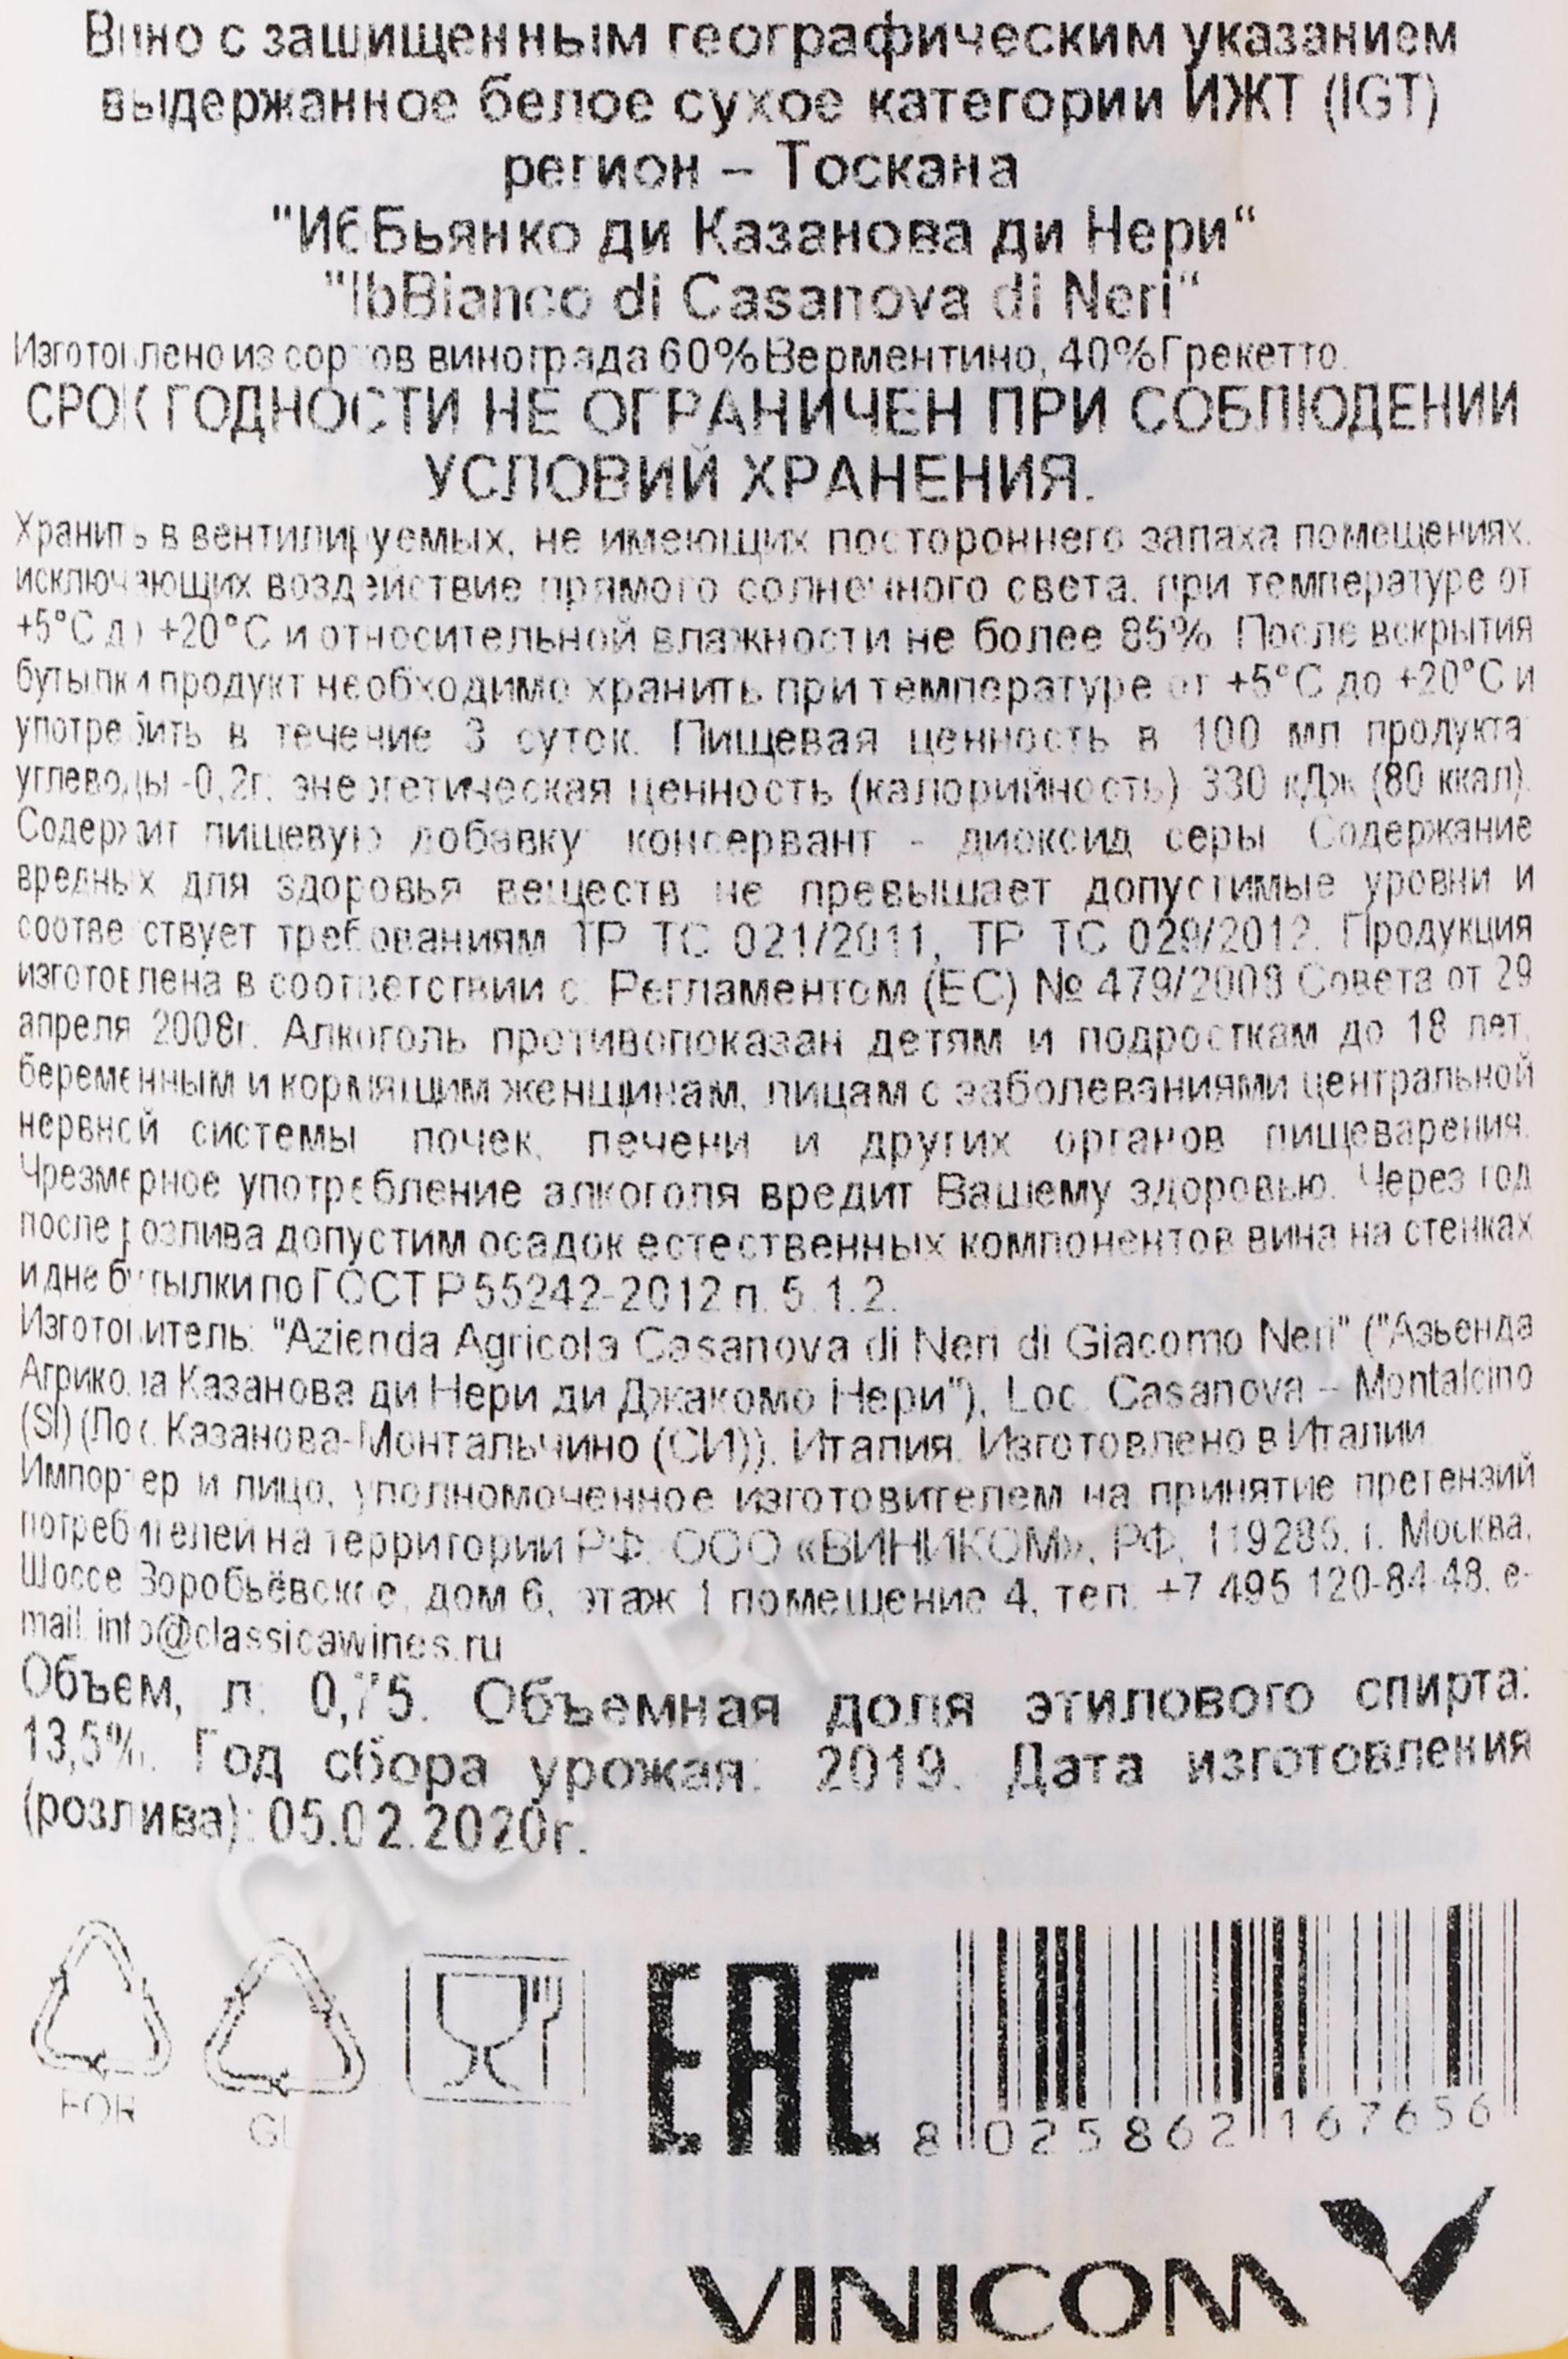 Вино с защищенным географическим указанием
выдержанное белое сухое категории ИЖТ (IGT)
регион – Тоскана
"ИбБьянко ди Казанова ди Нери“
"IbBianco di Casanova di Neri“
Изготовлено из сортов винограда 60%Верментино, 40%Грекетто.
СРОК ГОДНОСТИ НЕ ОГРАНИЧЕН ПРИ СОБЛЮДЕНИИ
УСЛОВИЙ ХРАНЕНИЯ.
Хранить в вентилируемых, не имеющих постороннего запаха помещениях,
исключающих воздействие прямого солнечного света, при температуре от
+5°С до +20°С и относительной влажности не более 85%. После вскрытия
бутылки продукт необходимо хранить при температуре от +5°С до +20°С и
употребить в течение 3 суток. Пищевая ценность в 100 мл продукта:
углеводы -0,2г; энергетическая ценность (калорийность) 330 кДж (80 ккал).
Содержит пищевую добавку: консервант - диоксид серы. Содержание
вредных для здоровья веществ не превышает допустимые уровни и
соответствует требованиям ТР ТС 021/2011, ТР ТС 029/2012. Продукция
изготовлена в соответствии с Регламентом (ЕС) № 479/2008 Совета от 29
апреля 2008г. Алкоголь противопоказан детям и подросткам до 18 лет,
беременным и кормящим женщинам, лицам с заболеваниями центральной
нервной системы, почек, печени и других органов пищеварения.
Чрезмерное употребление алкоголя вредит Вашему здоровью. Через год
после розлива допустим осадок естественных компонентов вина на стенках
и дне бутылки по ГОСТ Р 55242-2012 п. 5.1.2.
Изготовитель: "Azienda Agricola Casanova di Neri di Giacomo Neri" ("Азьенда
Агрикола Казанова ди Нери ди Джакомо Нери"), Loc. Casanova – Montalcino
(SI) (Лок. Казанова-Монтальчино (СИ)), Италия. Изготовлено в Италии.
Импортер и лицо, уполномоченное изготовителем на принятие претензий
потребителей на территории РФ: ООО «ВИНИКОМ», РФ, 119285, г. Москва,
Шоссе Воробьёвское, дом 6, этаж 1 помещение 4, тел. +7 495 120-84-48, e-
mail: info@classicawines.ru
Объем, л: 0,75. Объемная доля этилового спирта:
13,5%. Год сбора урожая: 2019. Дата изготовления
(розлива): 05.02.2020г.
FOR
GL
EAC
8 025862 167656
VINICOM